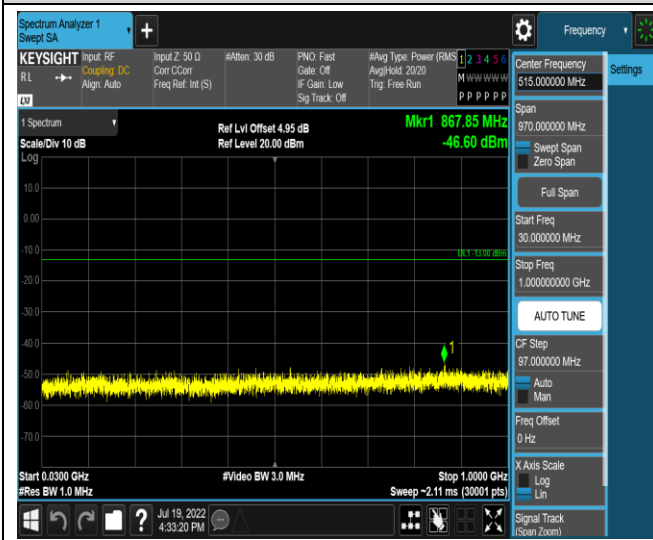 Spectrum Analyzer 1
Swept SA
Frequency
KEYSIGHT
RL
LXI
Input: RF
Coupling: DC
Align: Auto
Input Z: 50 Ω
Corr CCorr
Freq Ref: Int (S)
#Atten: 30 dB
PNO: Fast
Gate: Off
IF Gain: Low
Sig Track: Off
#Avg Type: Power (RMS
Avg|Hold: 20/20
Trig: Free Run
1 2 3 4 5 6
M W W W W W
P P P P P P
1 Spectrum
Scale/Div 10 dB
Log
Ref Lvl Offset 4.95 dB
Ref Level 20.00 dBm
Mkr1 867.85 MHz
-46.60 dBm
10.0
0.00
-10.0
DL1 -13.00 dBm
-20.0
-30.0
-40.0
1
-50.0
-60.0
-70.0
Start 0.0300 GHz
#Res BW 1.0 MHz
#Video BW 3.0 MHz
Stop 1.0000 GHz
Sweep ~2.11 ms (30001 pts)
?
Jul 19, 2022
4:33:20 PM
Center Frequency
515.000000 MHz
Settings
Span
970.000000 MHz
Swept Span
Zero Span
Full Span
Start Freq
30.000000 MHz
Stop Freq
1.000000000 GHz
AUTO TUNE
CF Step
97.000000 MHz
Auto
Man
Freq Offset
0 Hz
X Axis Scale
Log
Lin
Signal Track
(Span Zoom)